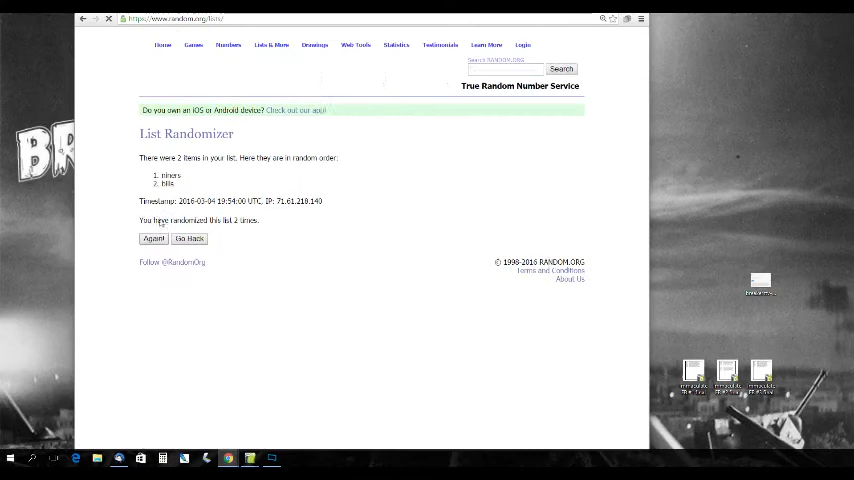 https://www.random.org/lists/
Home Games Numbers Lists & More Drawings Web Tools Statistics Testimonials Learn More Login
Search RANDOM.ORG
Search
True Random Number Service
Do you own an iOS or Android device? Check out our app!
List Randomizer
There were 2 items in your list. Here they are in random order:
1. niners
2. bills
Timestamp: 2016-03-04 19:54:00 UTC, IP: 71.61.218.140
You have randomized this list 2 times.
Again! Go Back
Follow @RandomOrg
© 1998-2016 RANDOM.ORG
Terms and Conditions
About Us
BR